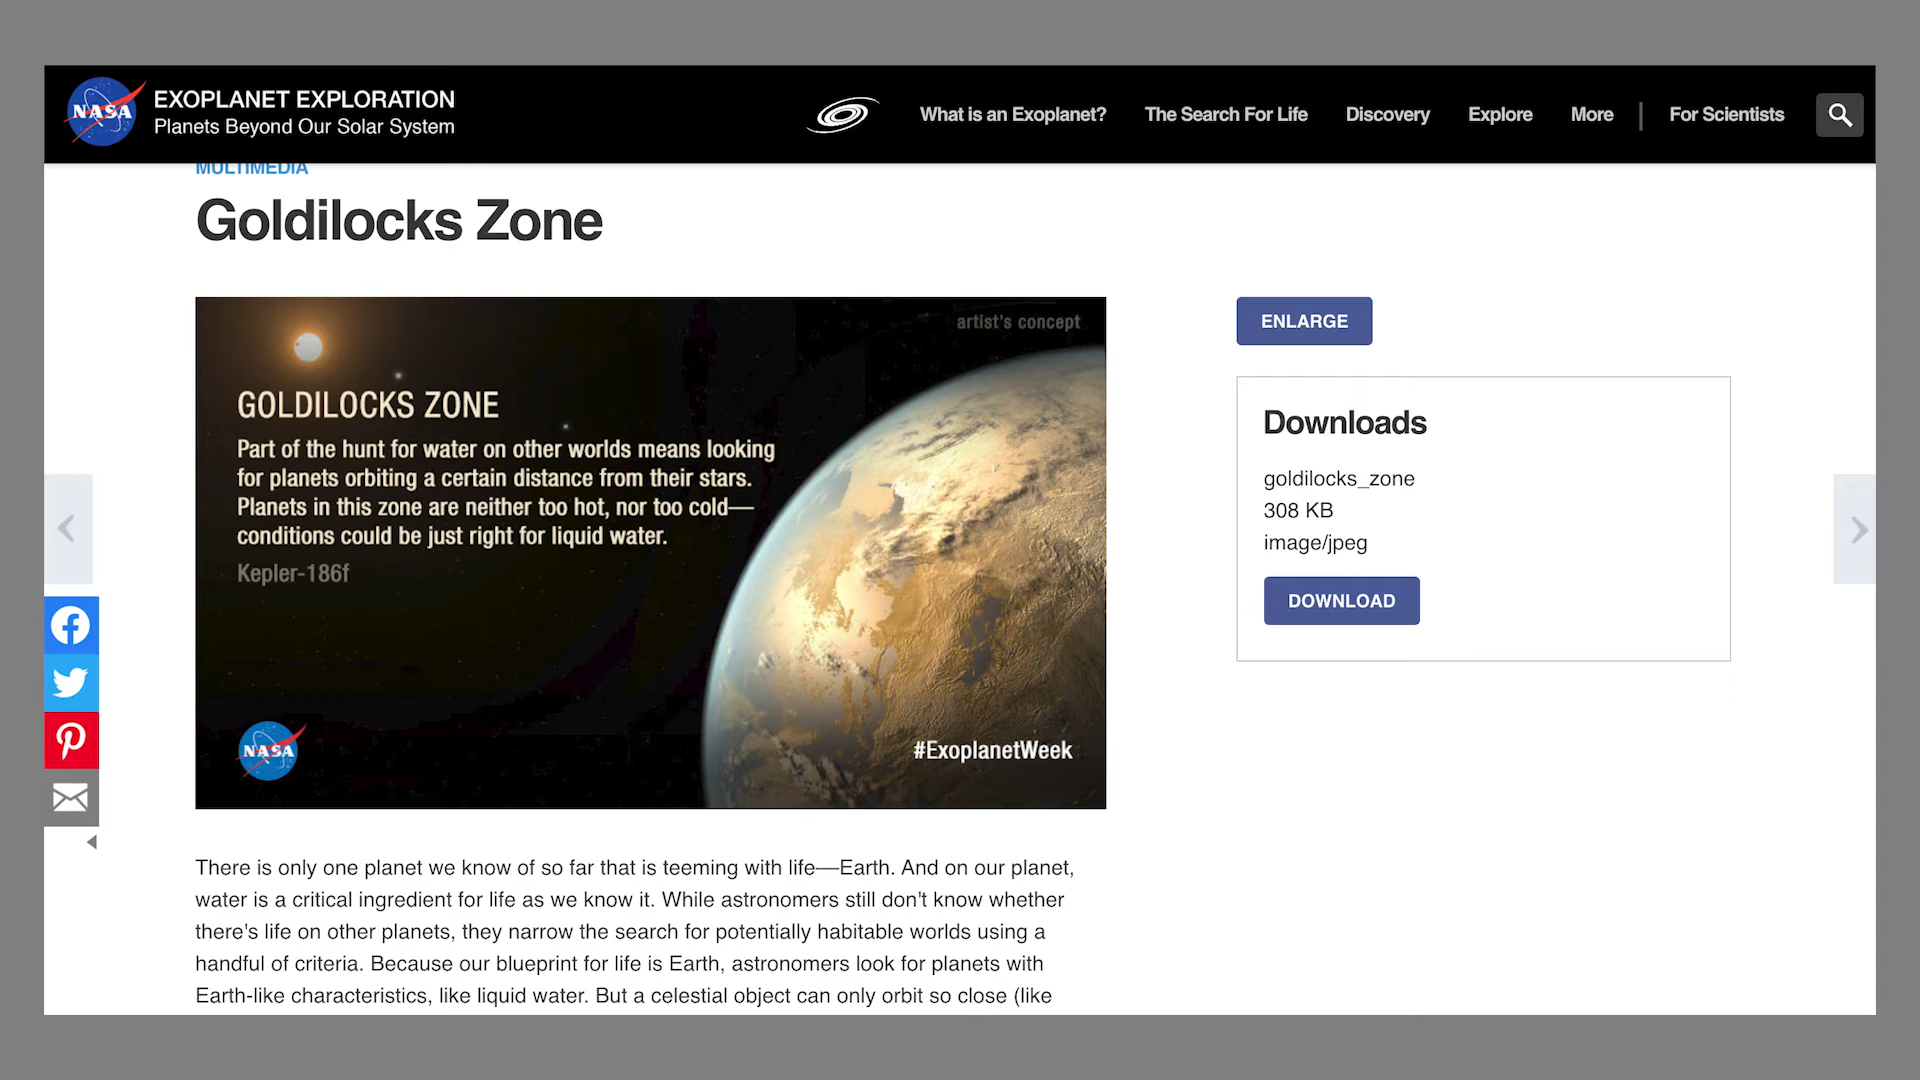 NASA
EXOPLANET EXPLORATION
Planets Beyond Our Solar System
What is an Exoplanet?
The Search For Life
Discovery
Explore
More
For Scientists
MULTIMEDIA
Goldilocks Zone
artist's concept
GOLDILOCKS ZONE
Part of the hunt for water on other worlds means looking
for planets orbiting a certain distance from their stars.
Planets in this zone are neither too hot, nor too cold—
conditions could be just right for liquid water.
Kepler-186f
NASA
#ExoplanetWeek
ENLARGE
Downloads
goldilocks_zone
308 KB
image/jpeg
DOWNLOAD
There is only one planet we know of so far that is teeming with life—Earth. And on our planet,
water is a critical ingredient for life as we know it. While astronomers still don't know whether
there's life on other planets, they narrow the search for potentially habitable worlds using a
handful of criteria. Because our blueprint for life is Earth, astronomers look for planets with
Earth-like characteristics, like liquid water. But a celestial object can only orbit so close (like